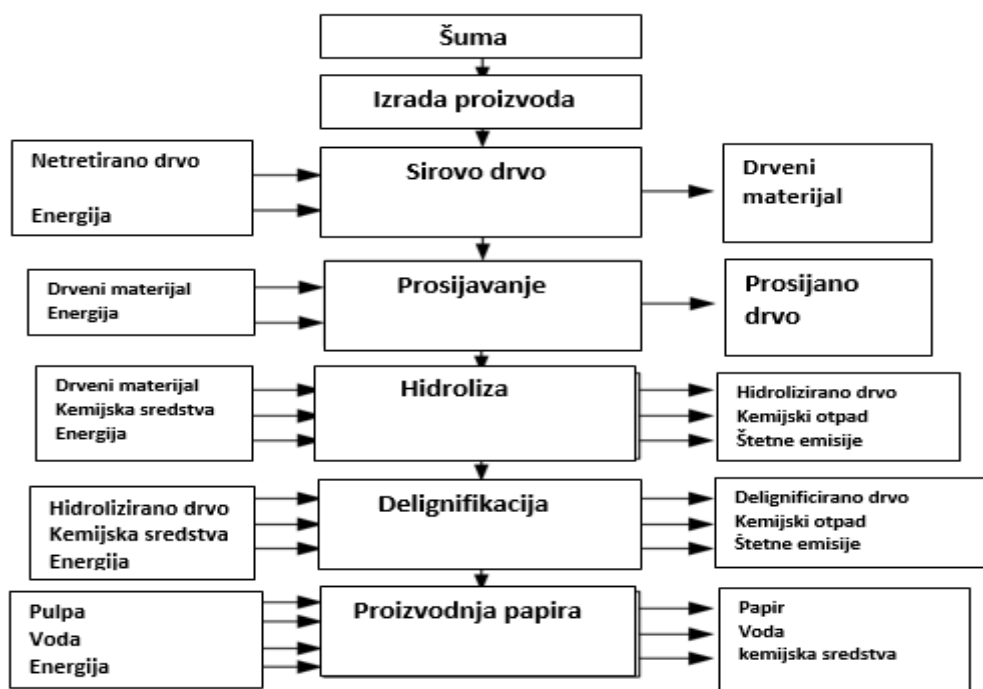 Šuma
Izrada proizvoda
Netretirano drvo
Energija
Sirovo drvo
Drveni
materijal
Drveni materijal
Energija
Prosijavanje
Prosijano
drvo
Drveni materijal
Kemijska sredstva
Energija
Hidroliza
Hidrolizirano drvo
Kemijski otpad
Štetne emisije
Hidrolizirano drvo
Kemijska sredstva
Energija
Delignifikacija
Delignificirano drvo
Kemijski otpad
Štetne emisije
Pulpa
Voda
Energija
Proizvodnja papira
Papir
Voda
kemijska sredstva